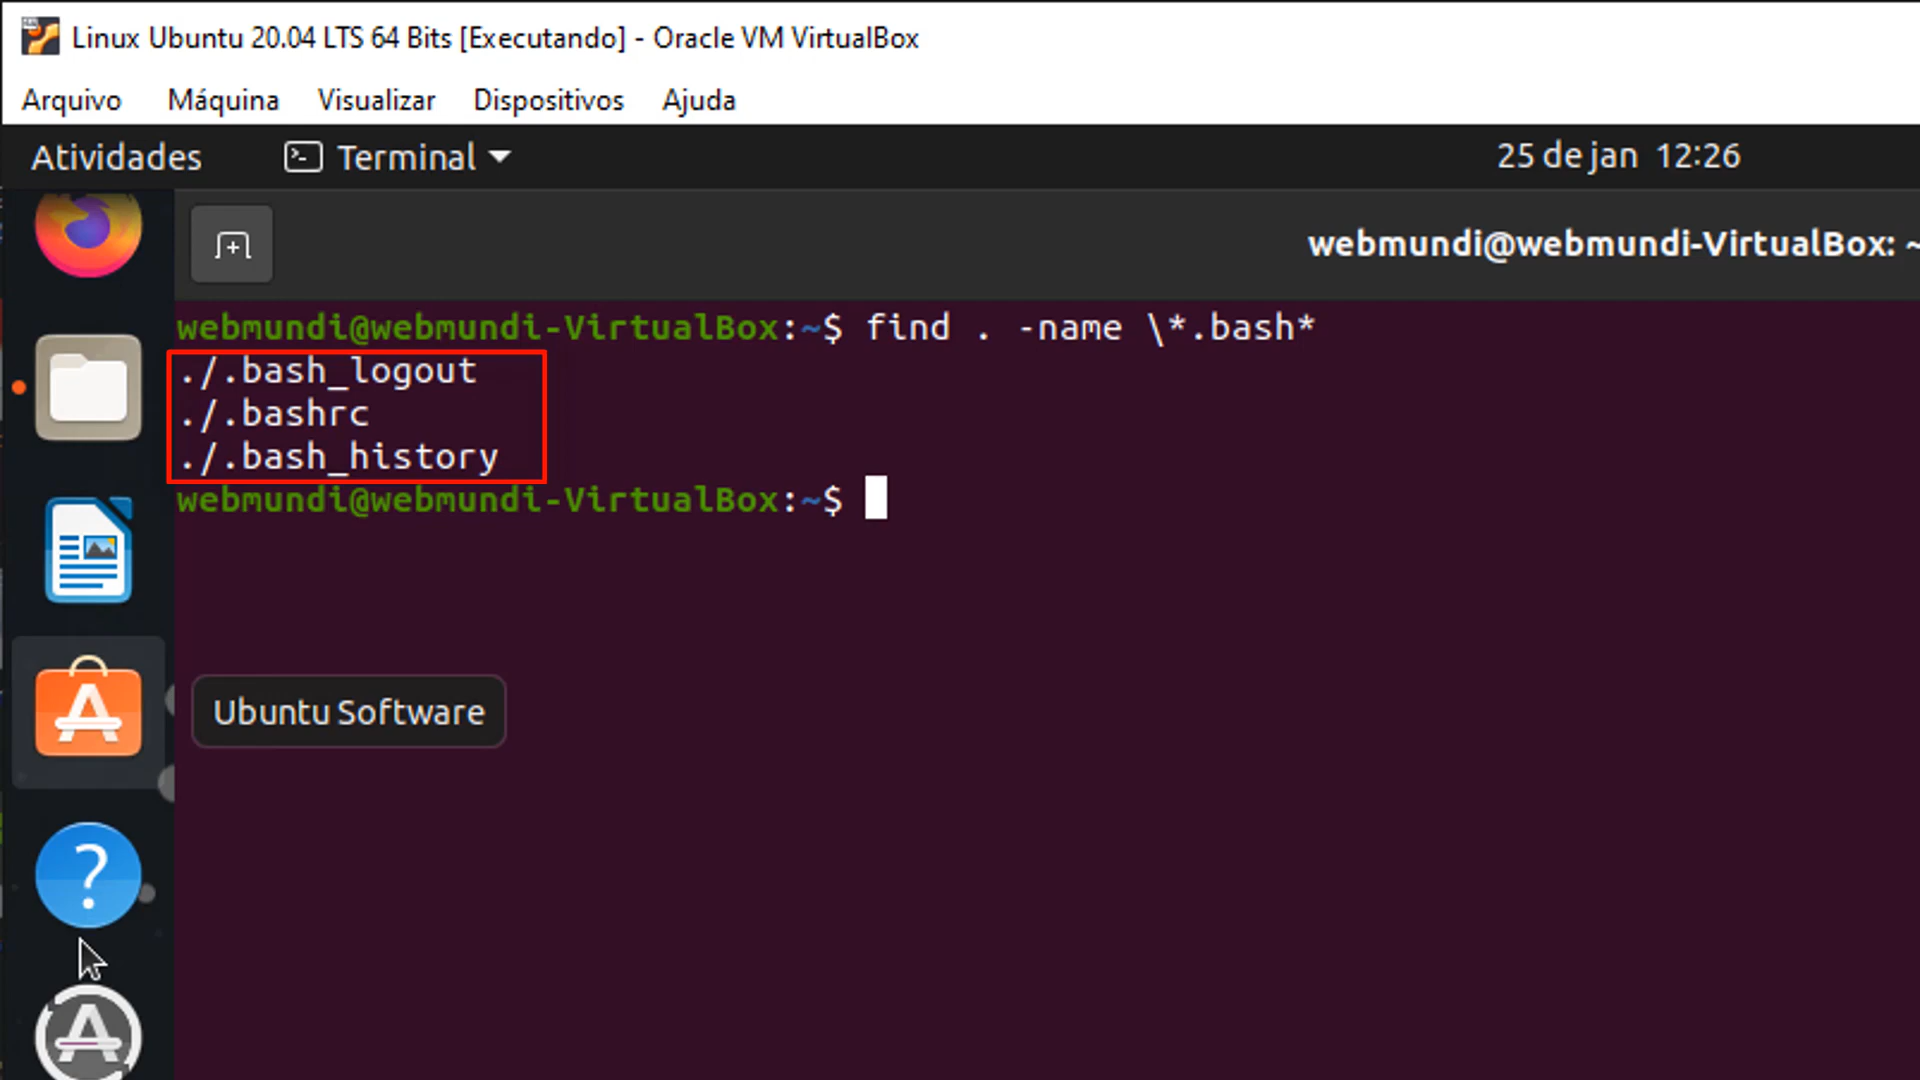 Linux Ubuntu 20.04 LTS 64 Bits [Executando] - Oracle VM VirtualBox
Arquivo Máquina Visualizar Dispositivos Ajuda
Atividades Terminal 25 de jan 12:26
webmundi@webmundi-VirtualBox: ~
webmundi@webmundi-VirtualBox:~$ find . -name \*.bash*
./.bash_logout
./.bashrc
./.bash_history
webmundi@webmundi-VirtualBox:~$
Ubuntu Software
?